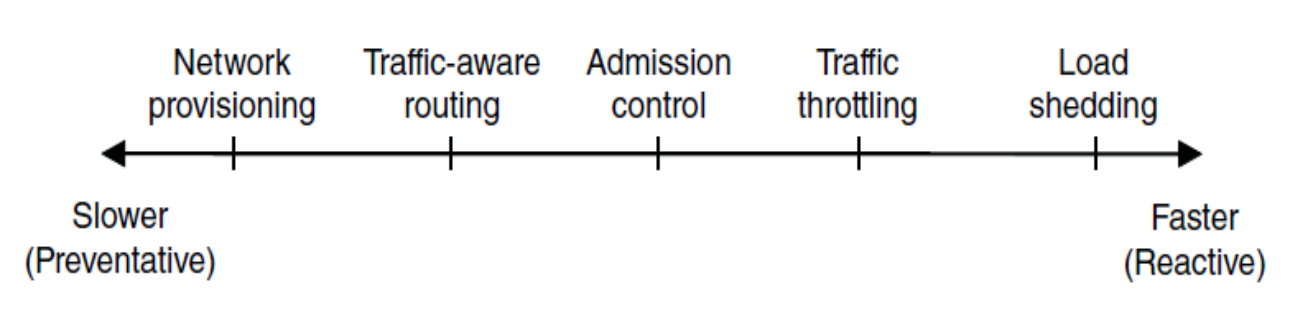 Network
provisioning
Traffic-aware
routing
Admission
control
Traffic
throttling
Load
shedding
Slower
(Preventative)
Faster
(Reactive)